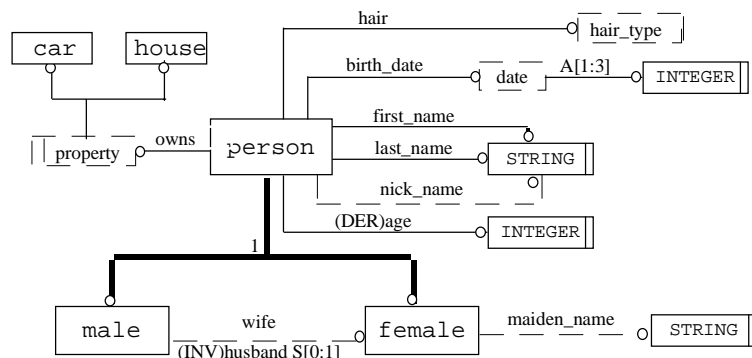 hair
car
house
hair_type
birth_date
date
A[1:3]
INTEGER
first_name
property
owns
person
last_name
STRING
nick_name
(DER)age
INTEGER
1
male
wife
female
maiden_name
STRING
(INV)husband S[0:1]